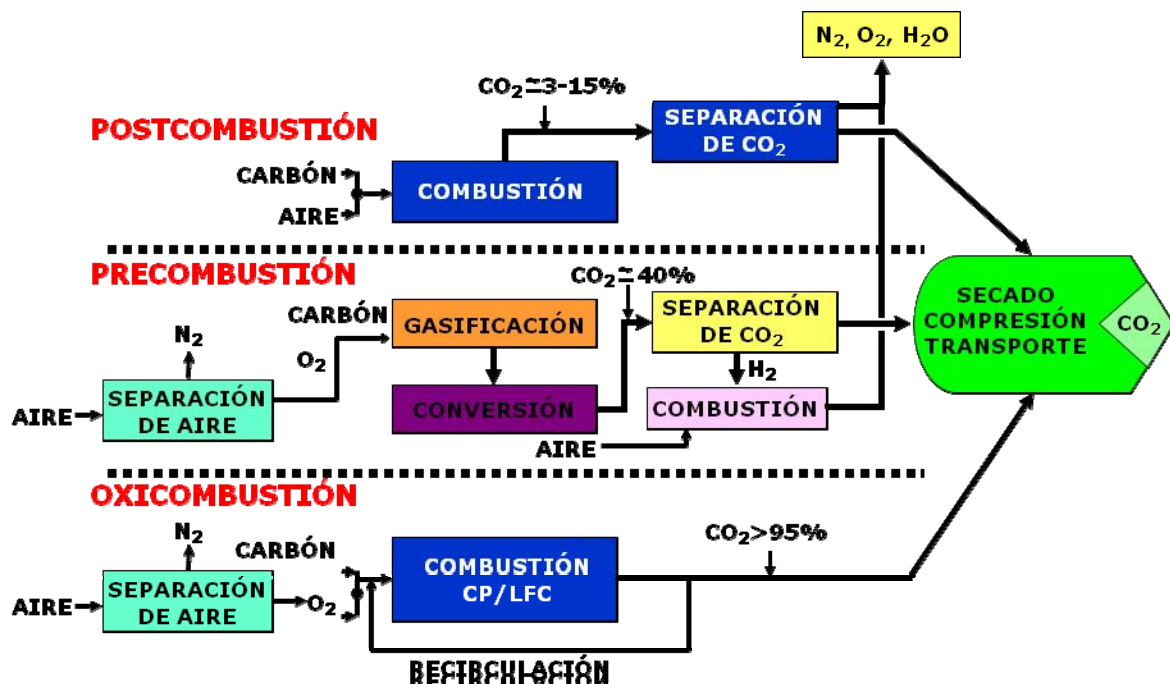 N₂, O₂, H₂O
CO₂≅3-15%
POSTCOMBUSTIÓN
SEPARACIÓN
DE CO₂
CARBÓN
COMBUSTIÓN
AIRE
PRECOMBUSTIÓN
CO₂≅40%
CARBÓN
GASIFICACIÓN
SEPARACIÓN
DE CO₂
SECADO
COMPRESIÓN
TRANSPORTE
CO₂
N₂
O₂
H₂
AIRE
SEPARACIÓN
DE AIRE
CONVERSIÓN
COMBUSTIÓN
AIRE
OXICOMBUSTIÓN
N₂
CARBÓN
CO₂>95%
COMBUSTIÓN
CP/LFC
AIRE
SEPARACIÓN
DE AIRE
O₂
RECIRCULACIÓN